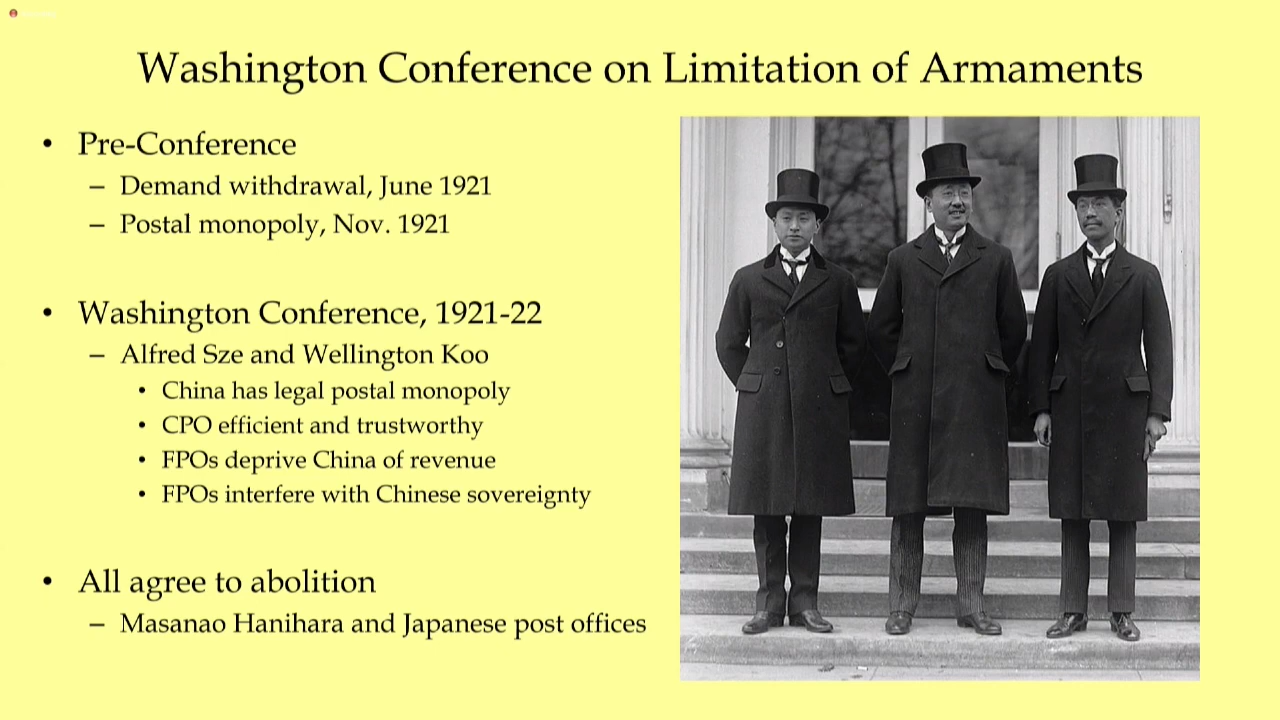 Washington Conference on Limitation of Armaments
• Pre-Conference
– Demand withdrawal, June 1921
– Postal monopoly, Nov. 1921
• Washington Conference, 1921-22
– Alfred Sze and Wellington Koo
• China has legal postal monopoly
• CPO efficient and trustworthy
• FPOs deprive China of revenue
• FPOs interfere with Chinese sovereignty
• All agree to abolition
– Masanao Hanihara and Japanese post offices